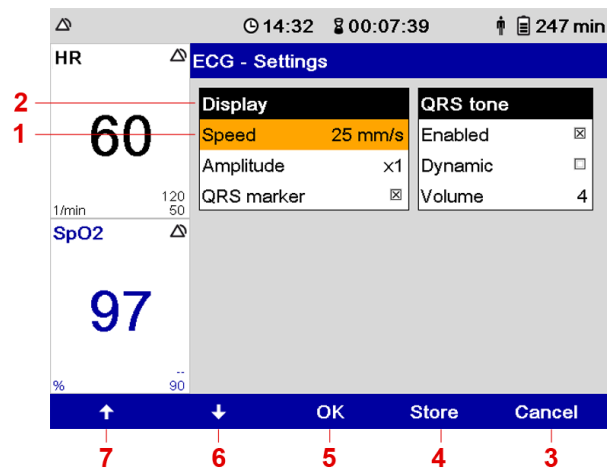 14:32 00:07:39 247 min
HR
60
1/min 120
50
SpO2
97
% --
90
ECG - Settings
Display
Speed 25 mm/s
Amplitude x1
QRS marker
QRS tone
Enabled
Dynamic
Volume 4
OK Store Cancel
2
1
7 6 5 4 3